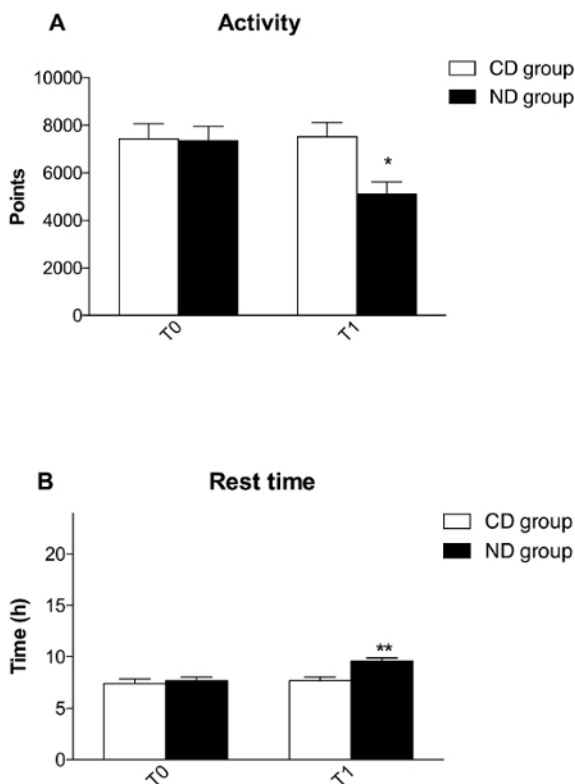 A Activity
CD group
ND group
10000
8000
6000
4000
2000
0
Points
*
T0 T1
B Rest time
CD group
ND group
20
15
10
5
0
Time (h)
**
T0 T1